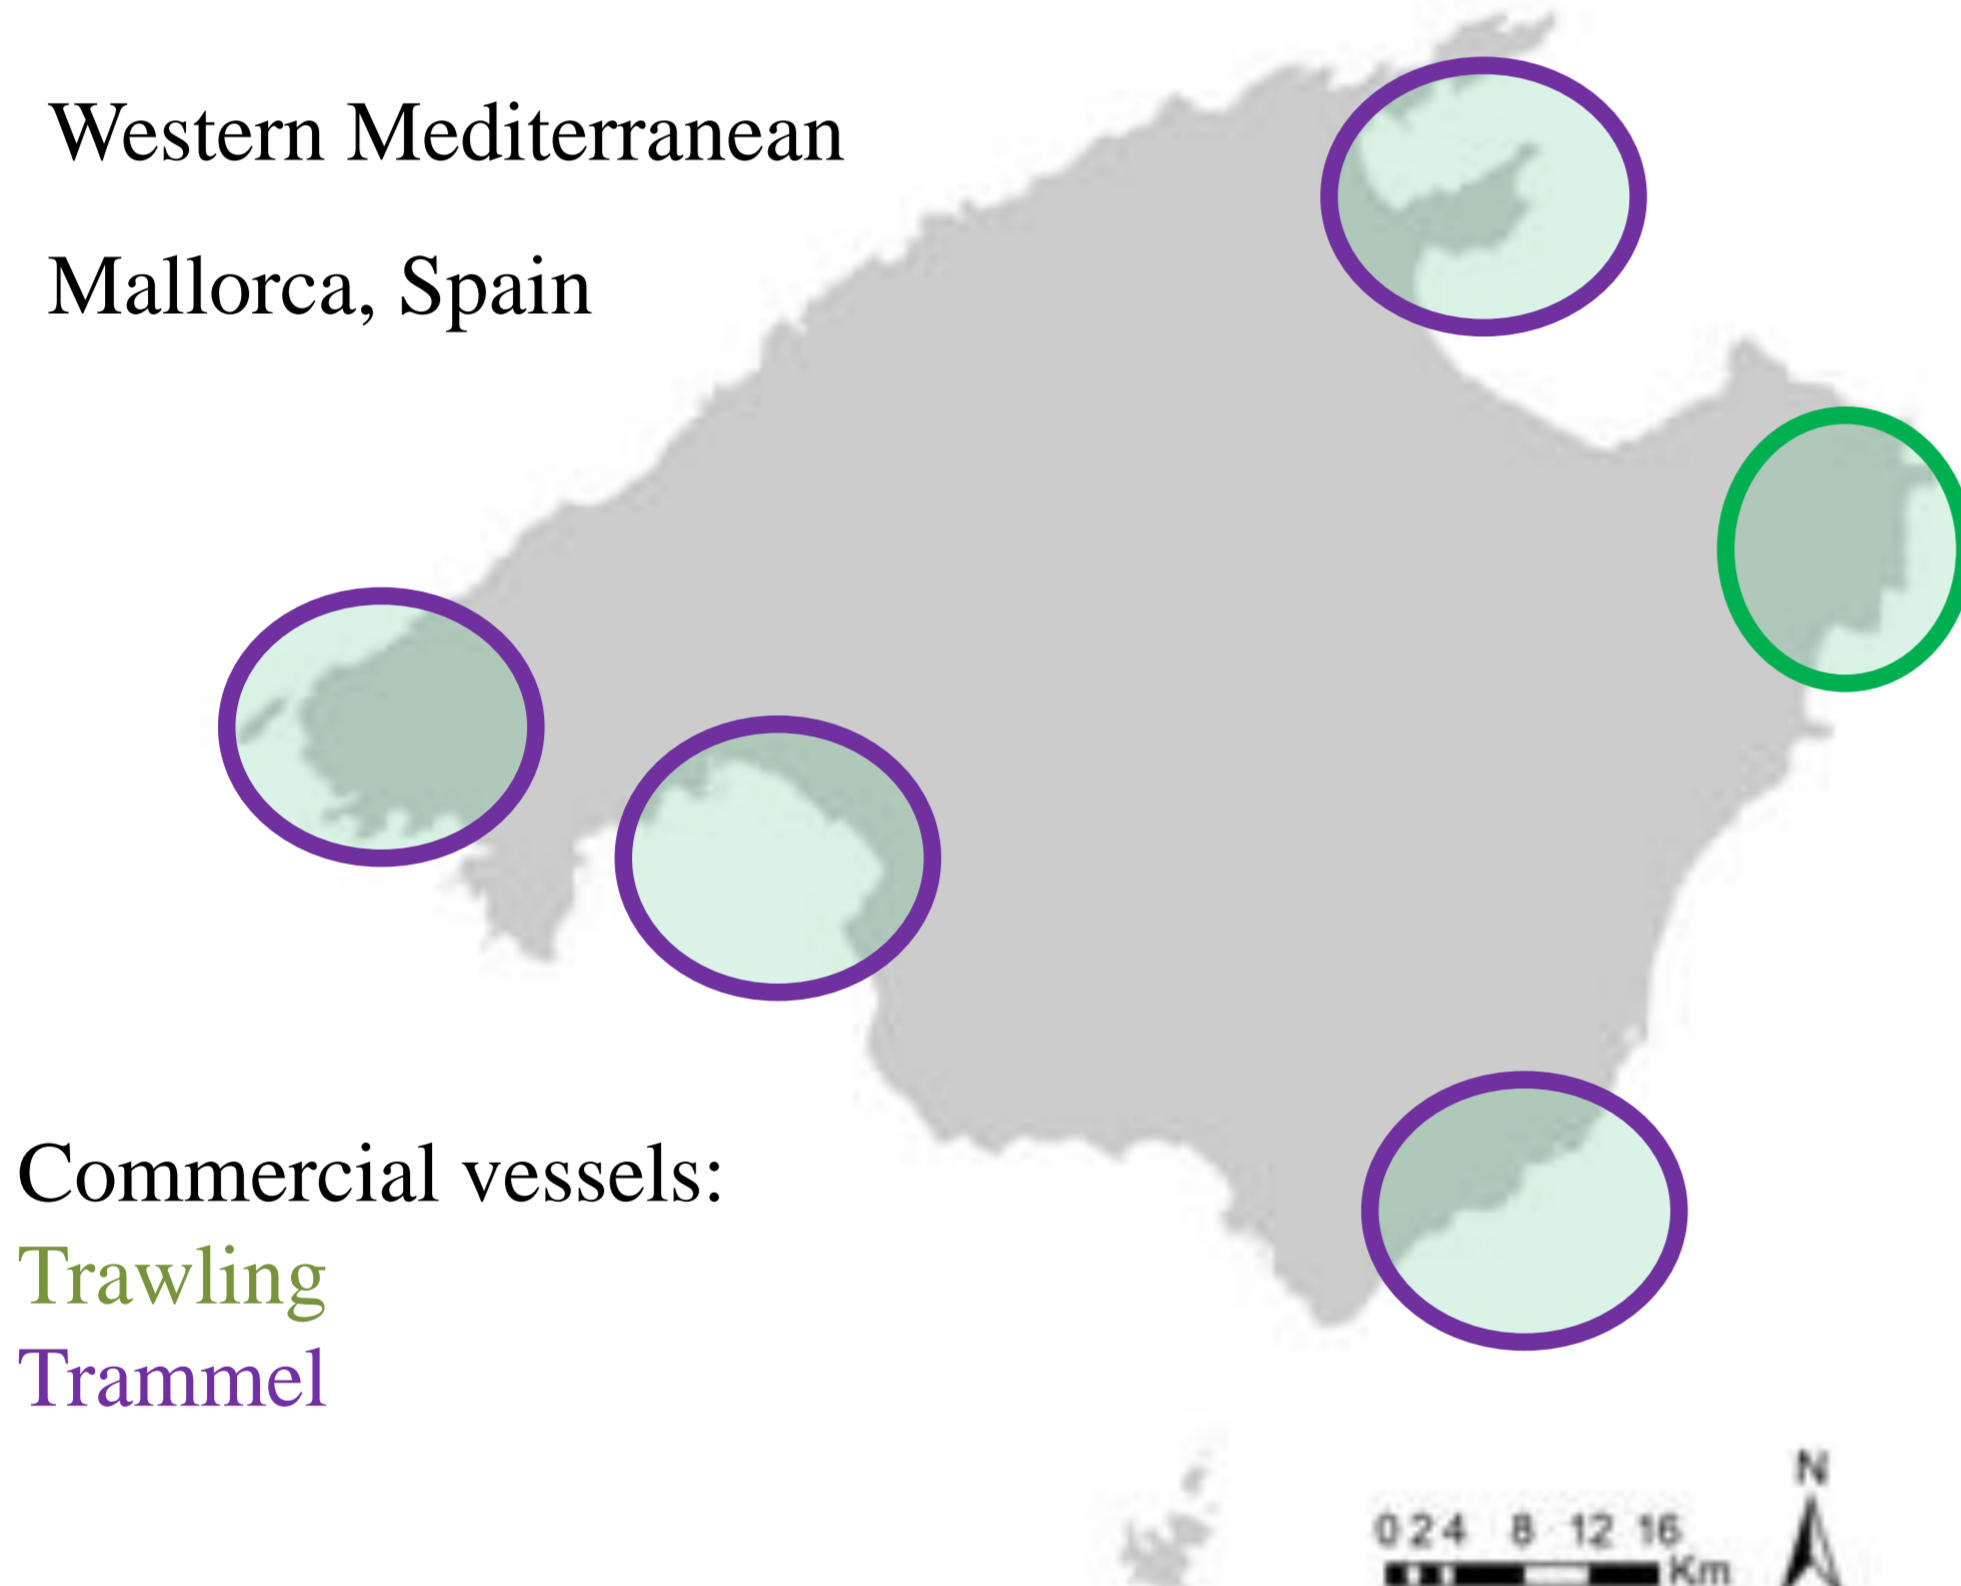 Western Mediterranean
Mallorca, Spain
Commercial vessels:
Trawling
Trammel
N
0 2 4 8 12 16
Km